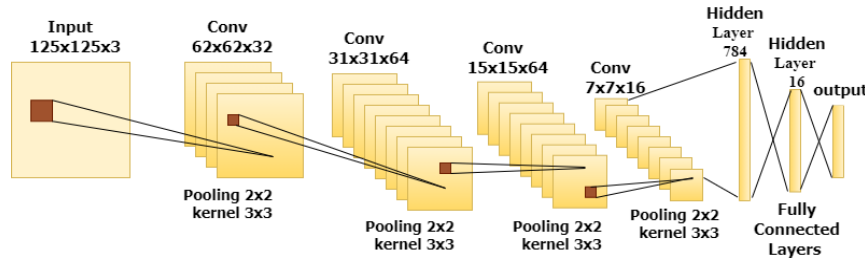 Input
125x125x3
Conv
62x62x32
Conv
31x31x64
Conv
15x15x64
Conv
7x7x16
Hidden
Layer
784
Hidden
Layer
16
output
Pooling 2x2
kernel 3x3
Pooling 2x2
kernel 3x3
Pooling 2x2
kernel 3x3
Pooling 2x2
kernel 3x3
Fully
Connected
Layers